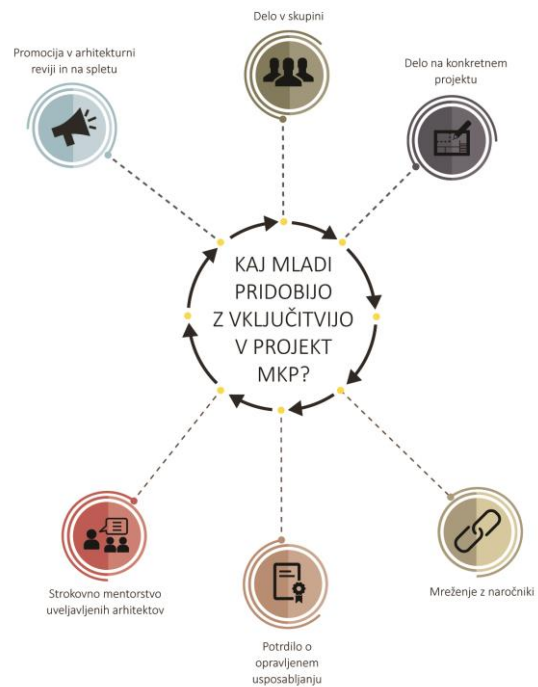 Delo v skupini
Promocija v arhitekturni
reviji in na spletu
Delo na konkretnem
projektu
KAJ MLADI
PRIDOBIJO
Z VKLJUČITVIJO
V PROJEKT
MKP?
Strokovno mentorstvo
uveljavljenih arhitektov
Mreženje z naročniki
Potrdilo o
opravljenem
usposabljanju